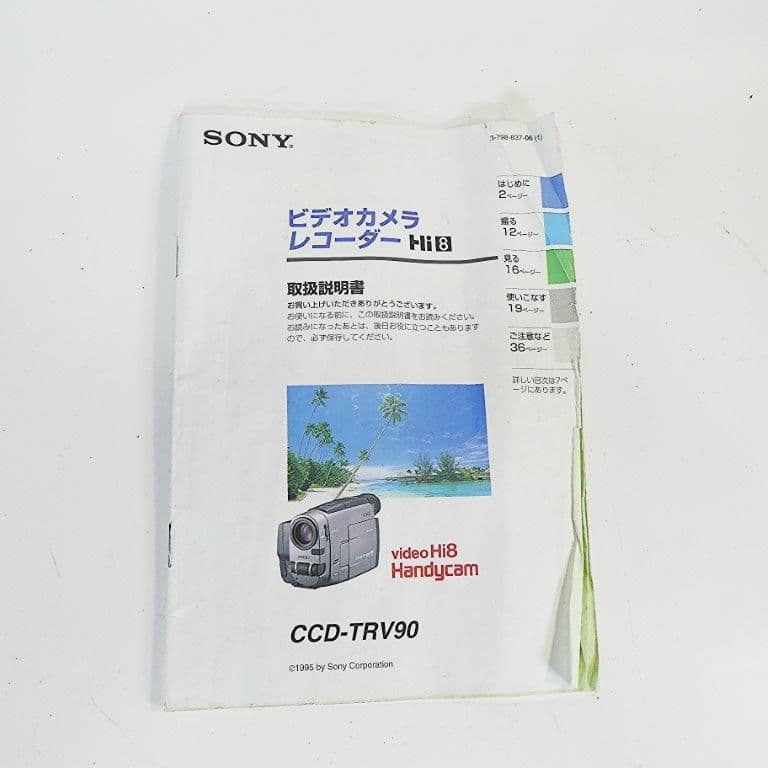 SONY®
3-798-837-06 (1)
はじめに
2ページ
撮る
12ページ
見る
16ページ
使いこなす
19ページ
ご注意など
36ページ
詳しい目次は7ペ
ージにあります。
ビデオカメラ
レコーダー Hi8
取扱説明書
お買い上げいただきありがとうございます。
お使いになる前に、この取扱説明書をお読みください。
お読みになったあとは、後日お役に立つこともあります
ので、必ず保存してください。
video Hi8
Handycam
CCD-TRV90
©1995 by Sony Corporation